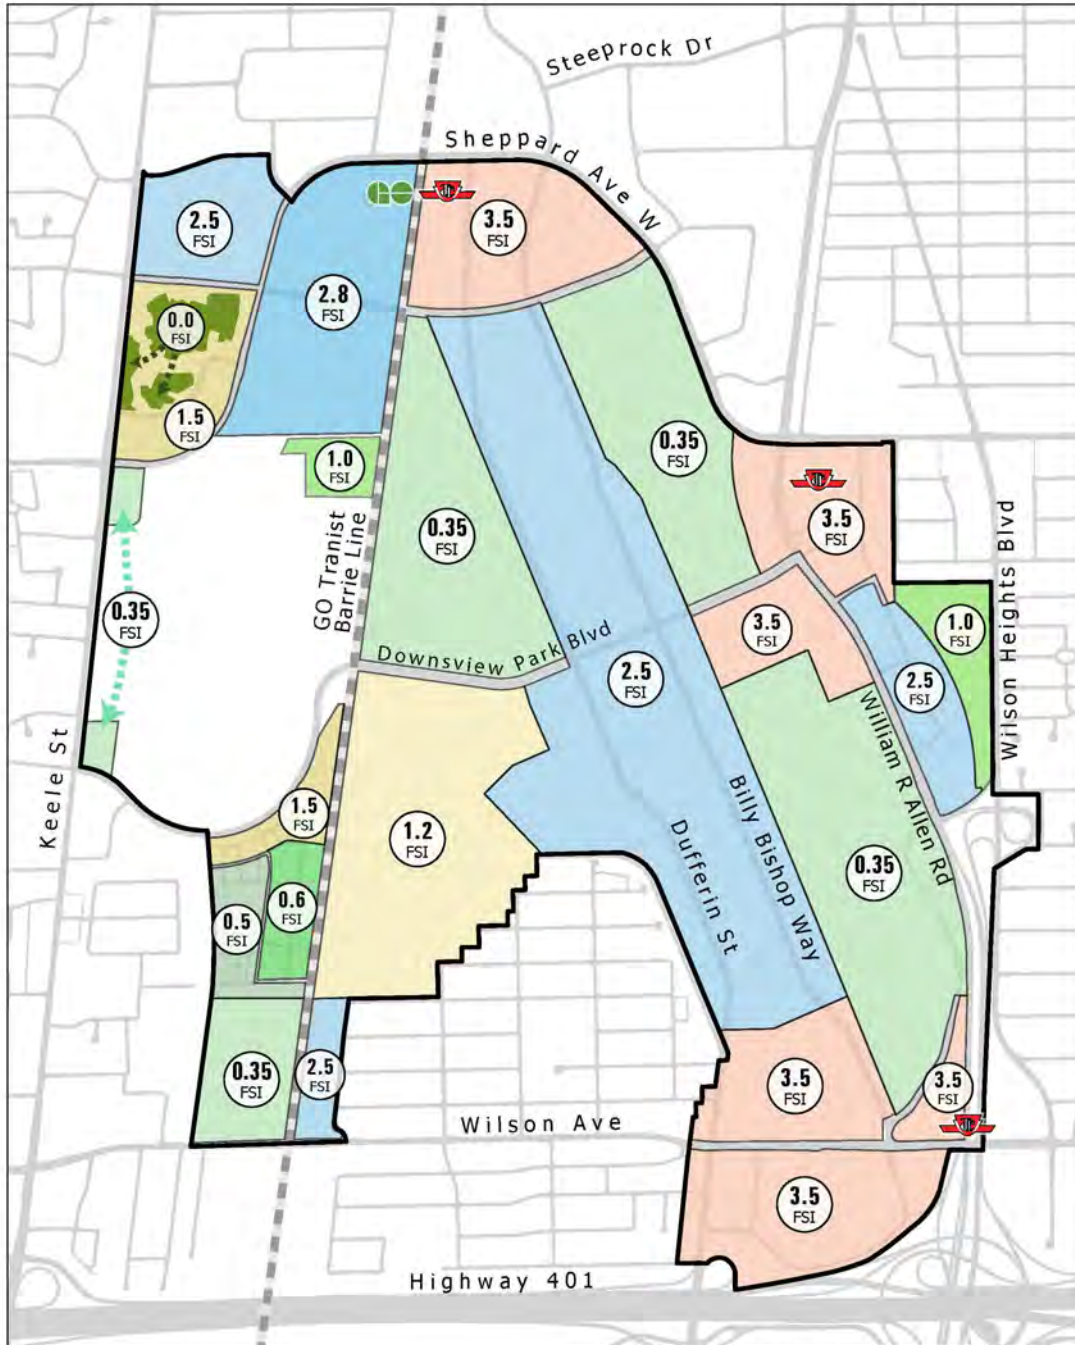 Steeprock Dr
Sheppard Ave W
GO
3.5
FSI
2.5
FSI
2.8
FSI
0.0
FSI
1.5
FSI
1.0
FSI
0.35
FSI
0.35
FSI
3.5
FSI
GO Tranist
Barrie Line
Wilson Heights Blvd
0.35
FSI
3.5
FSI
1.0
FSI
Downsview Park Blvd
2.5
FSI
2.5
FSI
William R Allen Rd
Keele St
1.5
FSI
1.2
FSI
Billy Bishop Way
Dufferin St
0.35
FSI
0.6
FSI
0.5
FSI
0.35
FSI
2.5
FSI
3.5
FSI
3.5
FSI
Wilson Ave
3.5
FSI
Highway 401